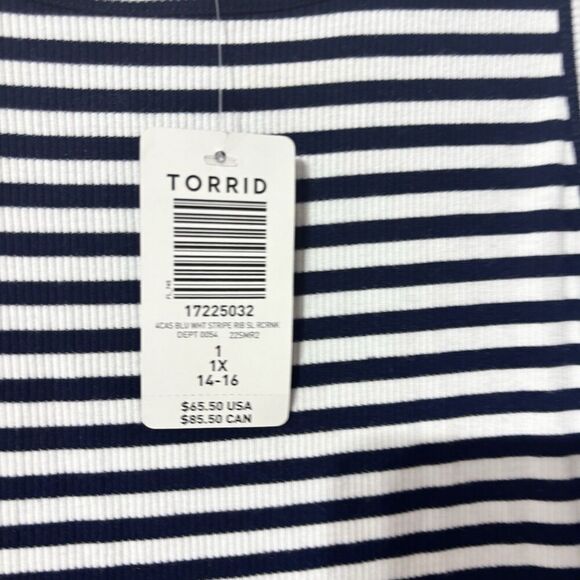 TORRID
17225032
4CAS BLU WHT STRIPE RIB SL RCRNK
DEPT 0054 22SMR2
1
1X
14-16
$65.50 USA
$85.50 CAN